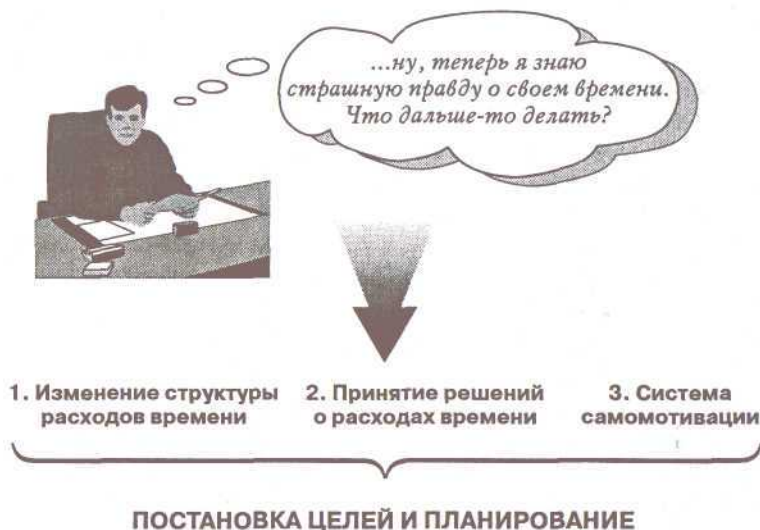 ...ну, теперь я знаю
страшную правду о своем времени.
Что дальше-то делать?
1. Изменение структуры
расходов времени
2. Принятие решений
о расходах времени
3. Система
самомотивации
ПОСТАНОВКА ЦЕЛЕЙ И ПЛАНИРОВАНИЕ